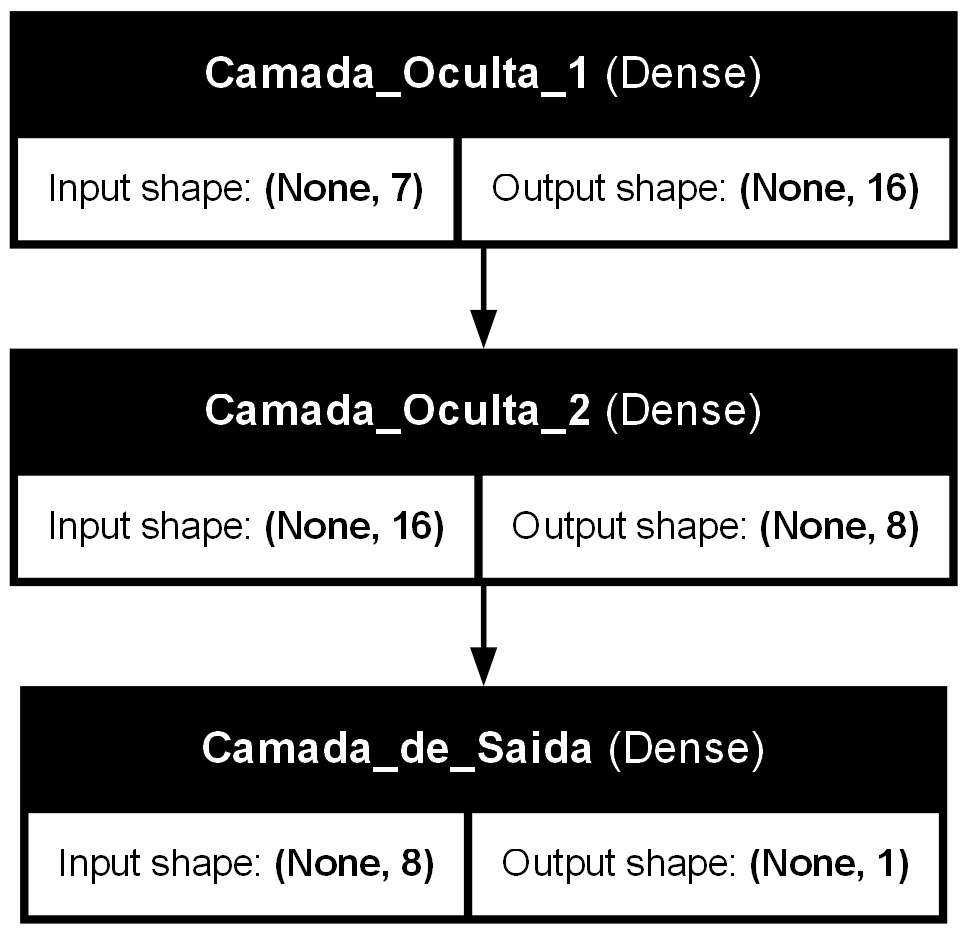 Camada_Oculta_1 (Dense)
Input shape: (None, 7) Output shape: (None, 16)
Camada_Oculta_2 (Dense)
Input shape: (None, 16) Output shape: (None, 8)
Camada_de_Saida (Dense)
Input shape: (None, 8) Output shape: (None, 1)